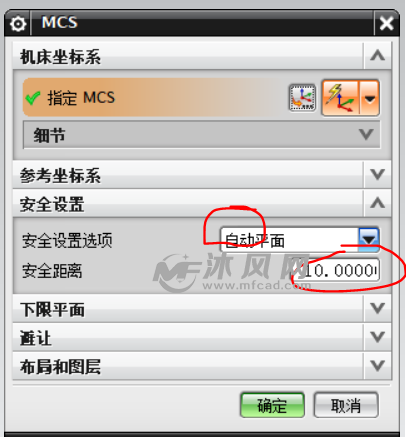 MCS
机床坐标系
指定 MCS
细节
参考坐标系
安全设置
安全设置选项 自动平面
安全距离 10.0000
沐风网
www.mfcad.com
下限平面
避让
布局和图层
确定 取消